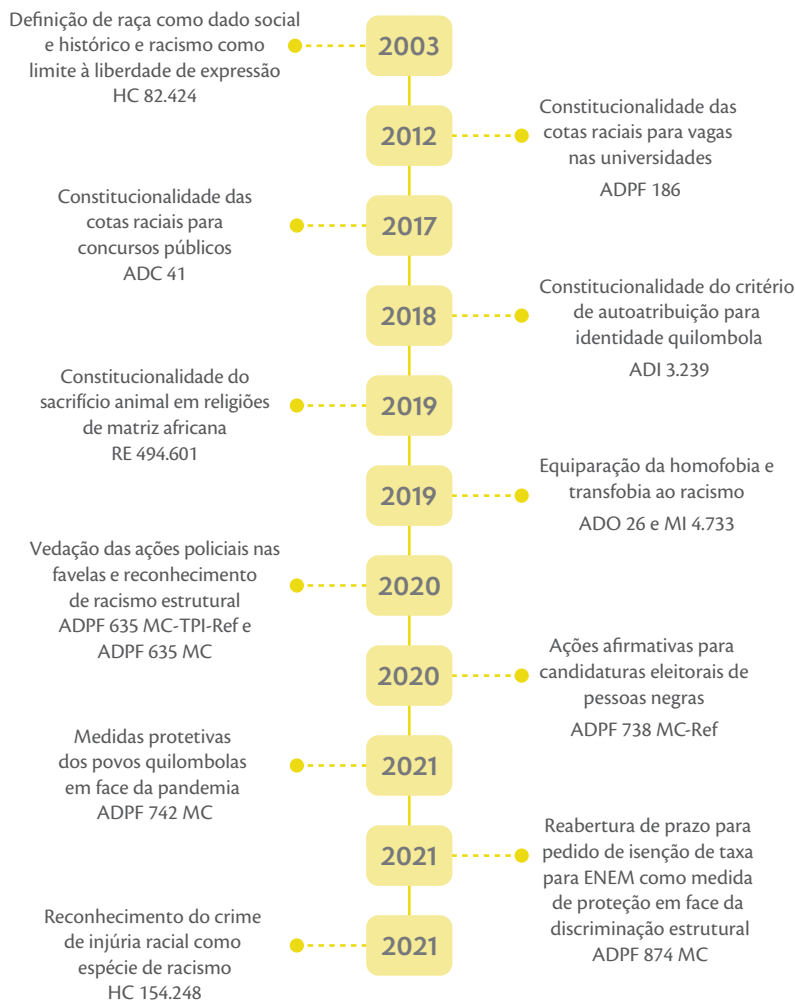 Definição de raça como dado social
e histórico e racismo como
limite à liberdade de expressão
HC 82.424
2003
2012
Constitucionalidade das
cotas raciais para vagas
nas universidades
ADPF 186
Constitucionalidade das
cotas raciais para
concursos públicos
ADC 41
2017
2018
Constitucionalidade do critério
de autoatribuição para
identidade quilombola
ADI 3.239
Constitucionalidade do
sacrifício animal em religiões
de matriz africana
RE 494.601
2019
2019
Equiparação da homofobia e
transfobia ao racismo
ADO 26 e MI 4.733
Vedação das ações policiais nas
favelas e reconhecimento
de racismo estrutural
ADPF 635 MC-TPI-Ref e
ADPF 635 MC
2020
2020
Ações afirmativas para
candidaturas eleitorais de
pessoas negras
ADPF 738 MC-Ref
Medidas protetivas
dos povos quilombolas
em face da pandemia
ADPF 742 MC
2021
2021
Reabertura de prazo para
pedido de isenção de taxa
para ENEM como medida
de proteção em face da
discriminação estrutural
ADPF 874 MC
Reconhecimento do crime
de injúria racial como
espécie de racismo
HC 154.248
2021